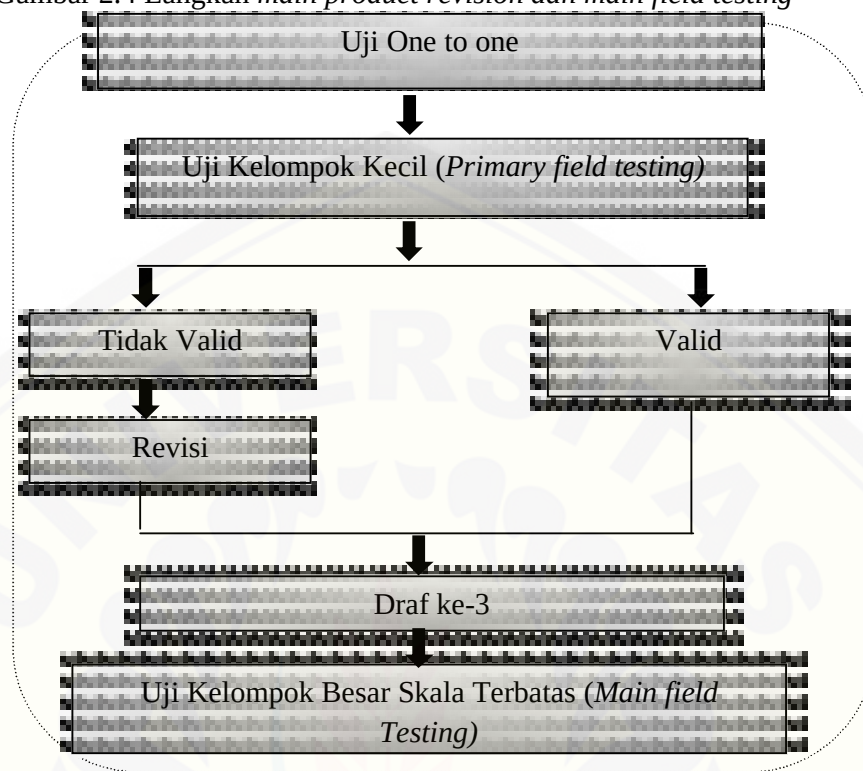 Gambar 2.4 Langkah main product revision dan main field testing
Uji One to one
Uji Kelompok Kecil (Primary field testing)
Tidak Valid
Valid
Revisi
Draf ke-3
Uji Kelompok Besar Skala Terbatas (Main field
Testing)
UNIVERSITAS